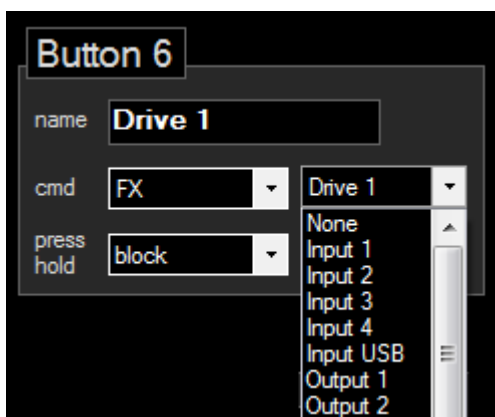 Button 6
name Drive 1
cmd FX Drive 1
None
press hold block
Input 1
Input 2
Input 3
Input 4
Input USB
Output 1
Output 2